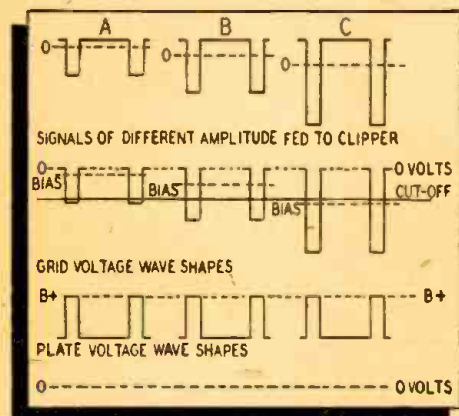 A B C
0 0 0
SIGNALS OF DIFFERENT AMPLITUDE FED TO CLIPPER
0 0 VOLTS
BIAS BIAS BIAS CUT-OFF
GRID VOLTAGE WAVE SHAPES
B+ B+
PLATE VOLTAGE WAVE SHAPES
0 0 VOLTS